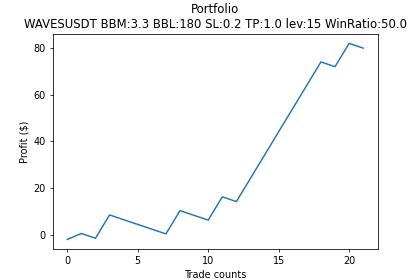 Portfolio
WAVESUSDT BBM:3.3 BBL:180 SL:0.2 TP:1.0 lev:15 WinRatio:50.0
80
60
40
20
0
Profit ($)
0 5 10 15 20
Trade counts